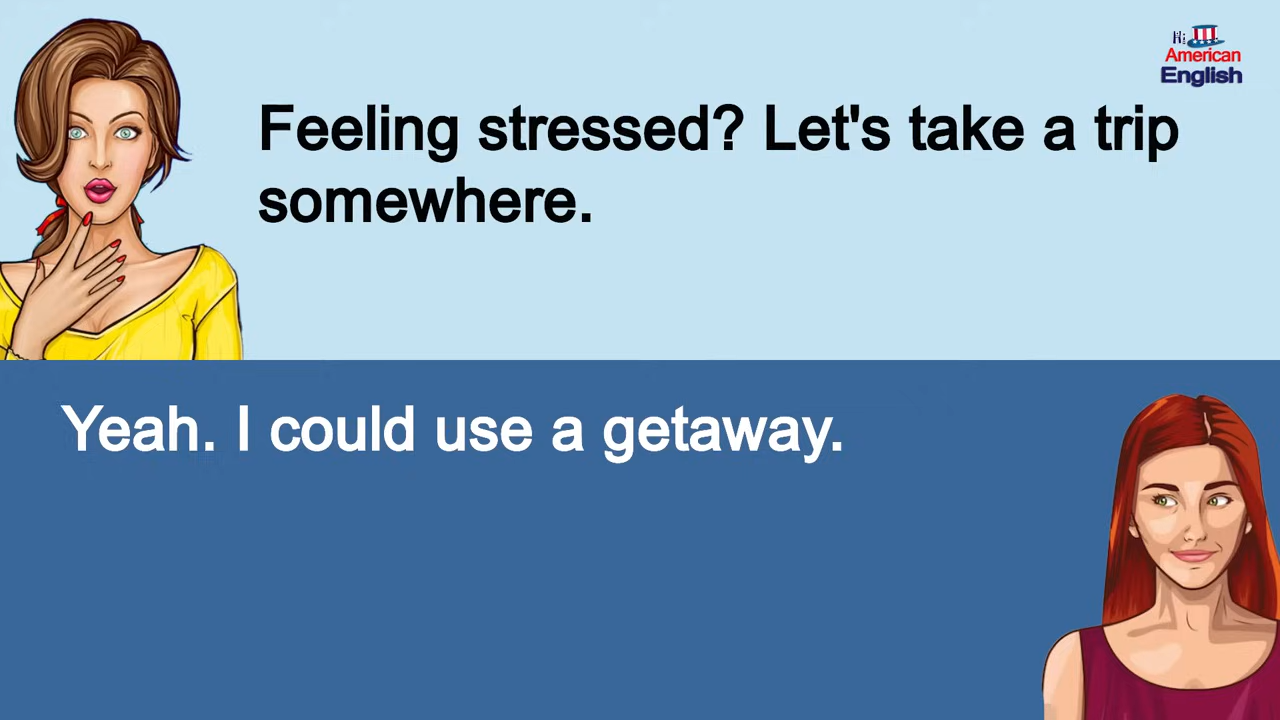 Hi
American
English
Feeling stressed? Let's take a trip
somewhere.
Yeah. I could use a getaway.